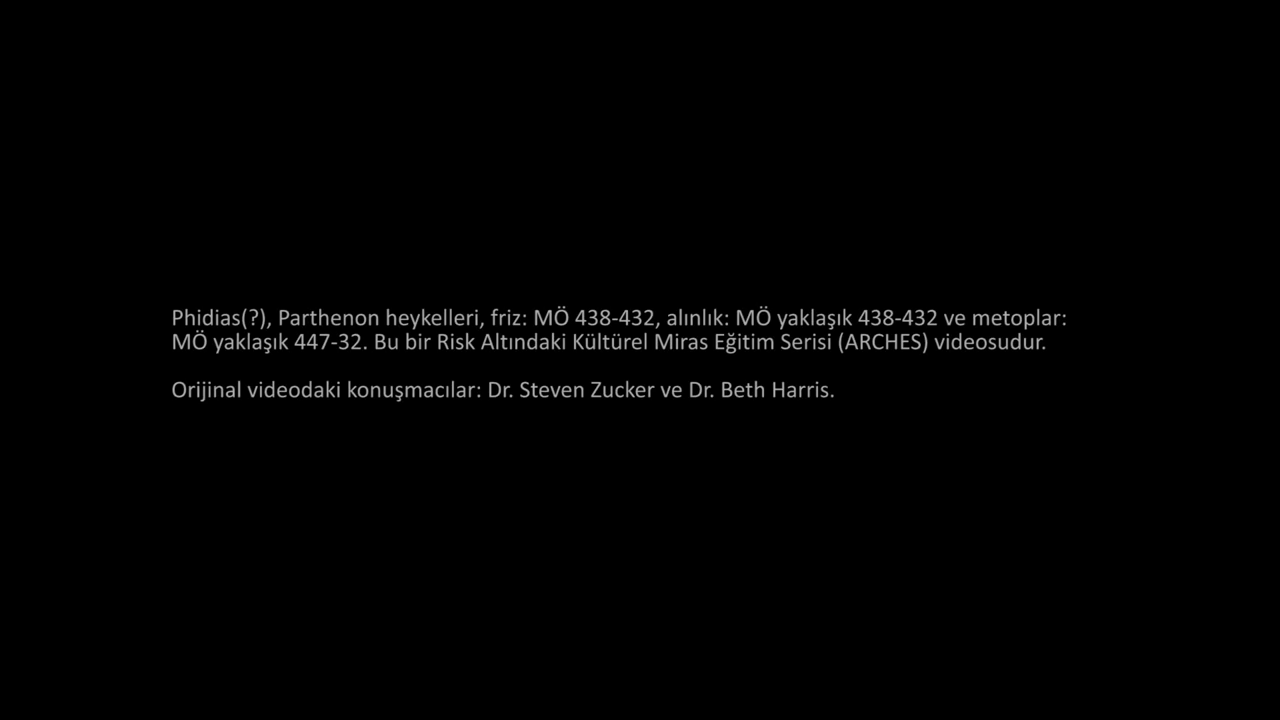 Phidias(?), Parthenon heykelleri, friz: MÖ 438-432, alınlık: MÖ yaklaşık 438-432 ve metoplar:
MÖ yaklaşık 447-32. Bu bir Risk Altındaki Kültürel Miras Eğitim Serisi (ARCHES) videosudur.
Orijinal videodaki konuşmacılar: Dr. Steven Zucker ve Dr. Beth Harris.